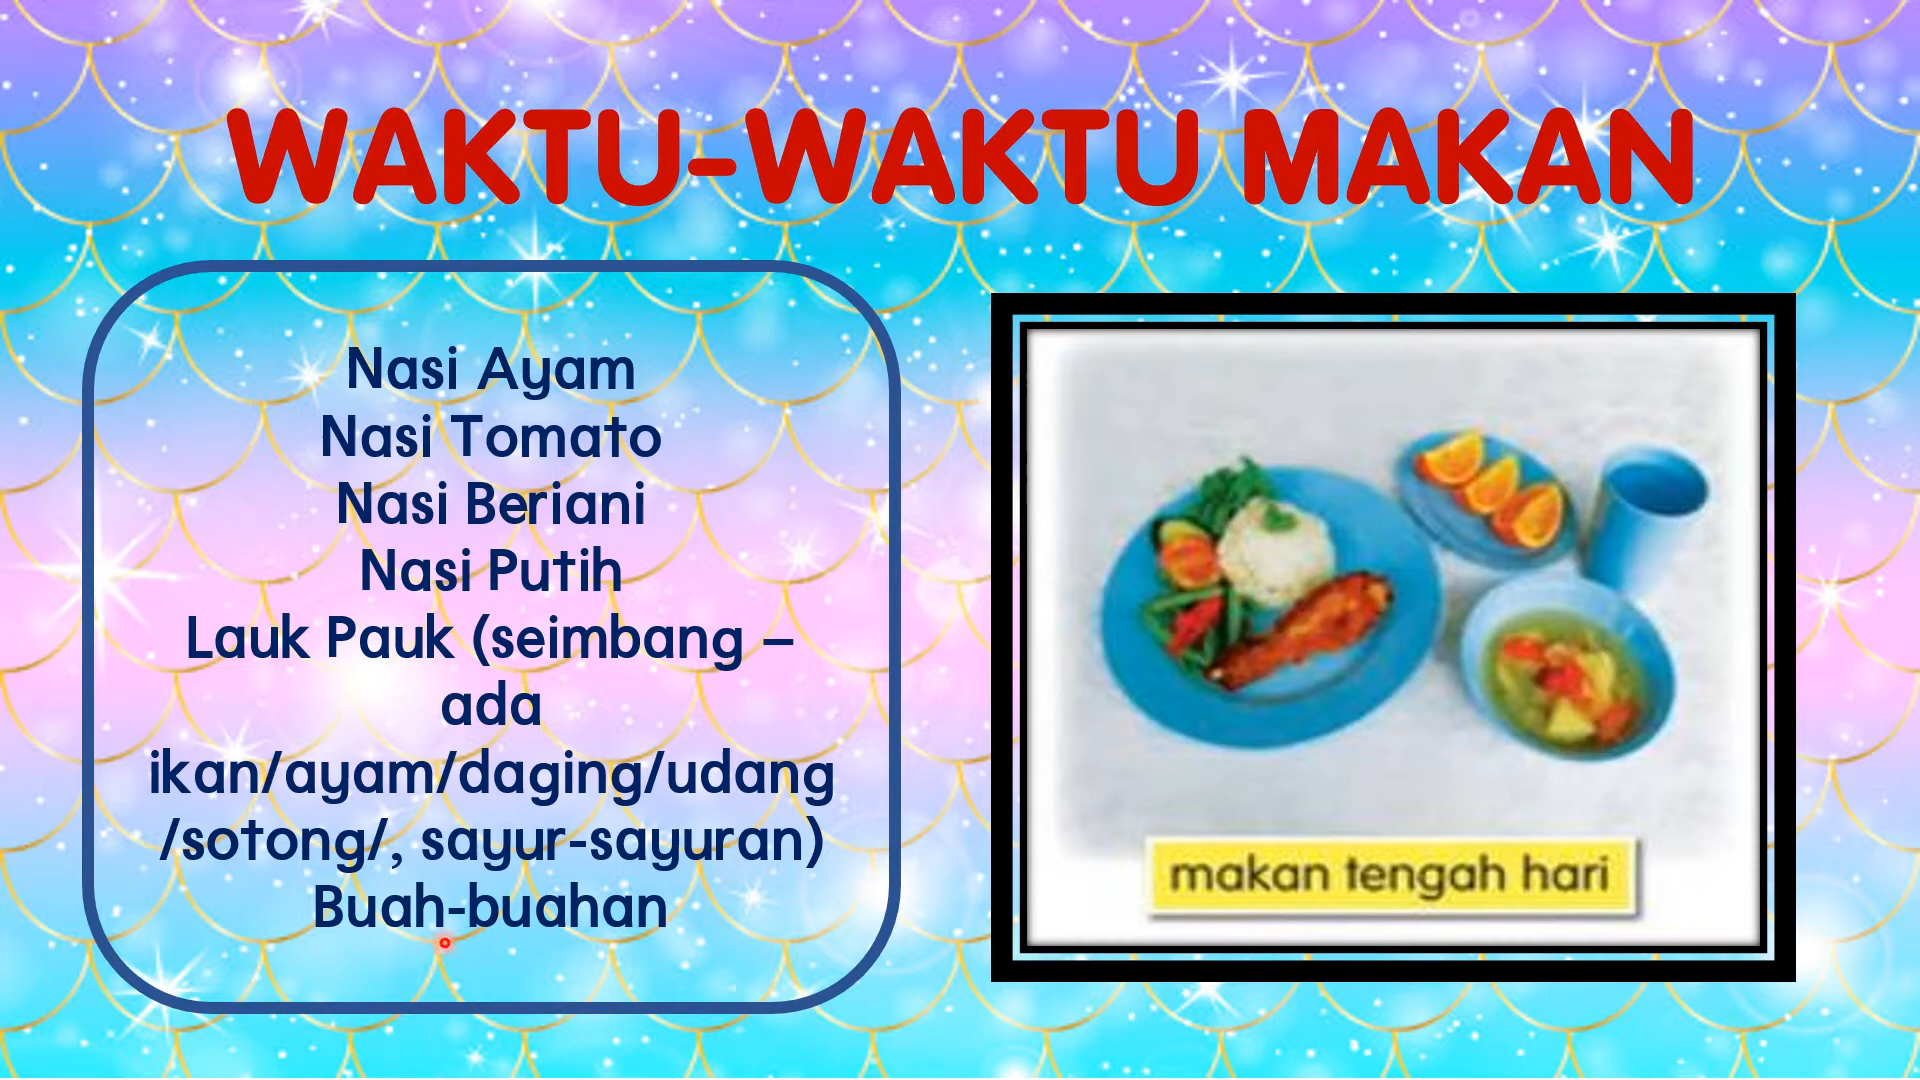 WAKTU-WAKTU MAKAN
Nasi Ayam
Nasi Tomato
Nasi Beriani
Nasi Putih
Lauk Pauk (seimbang –
ada
ikan/ayam/daging/udang
/sotong/, sayur-sayuran)
Buah-buahan
makan tengah hari